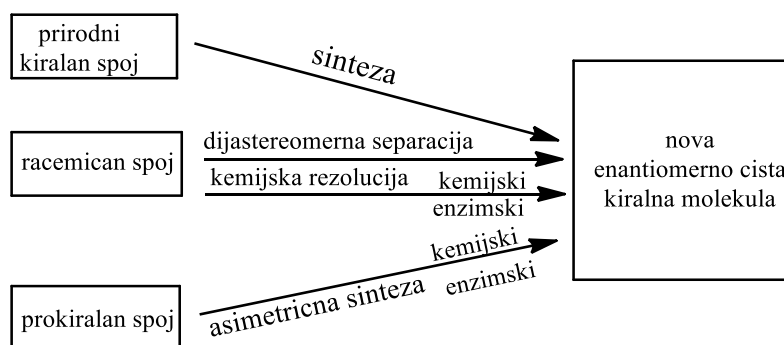 prirodni
kiralan spoj
sinteza
racemican spoj
dijastereomerna separacija
kemijska rezolucija
kemijski
enzimski
prokiralan spoj
asimetricna sinteza
kemijski
enzimski
nova
enantiomerno cista
kiralna molekula